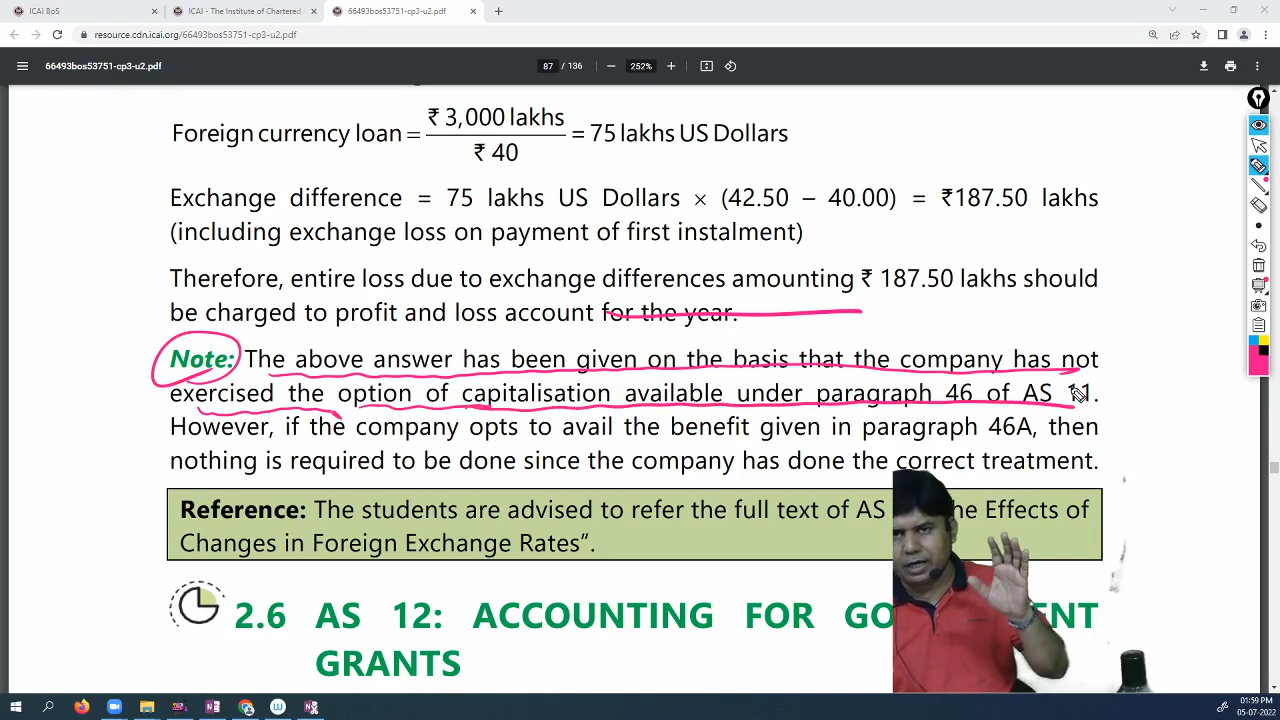 ICAI BoS
ICAI - The Institute of Chartered
66493bos53751-cp3-u2.pdf
resource.cdn.icai.org/66493bos53751-cp3-u2.pdf
66493bos53751-cp3-u2.pdf
87 / 136
252%
Foreign currency loan = ₹ 3,000 lakhs / ₹ 40 = 75 lakhs US Dollars
Exchange difference = 75 lakhs US Dollars × (42.50 – 40.00) = ₹187.50 lakhs
(including exchange loss on payment of first instalment)
Therefore, entire loss due to exchange differences amounting ₹ 187.50 lakhs should
be charged to profit and loss account for the year.
Note: The above answer has been given on the basis that the company has not
exercised the option of capitalisation available under paragraph 46 of AS 11.
However, if the company opts to avail the benefit given in paragraph 46A, then
nothing is required to be done since the company has done the correct treatment.
Reference: The students are advised to refer the full text of AS he Effects of
Changes in Foreign Exchange Rates”.
2.6 AS 12: ACCOUNTING FOR GO ENT
GRANTS
01:59 PM
05-07-2022